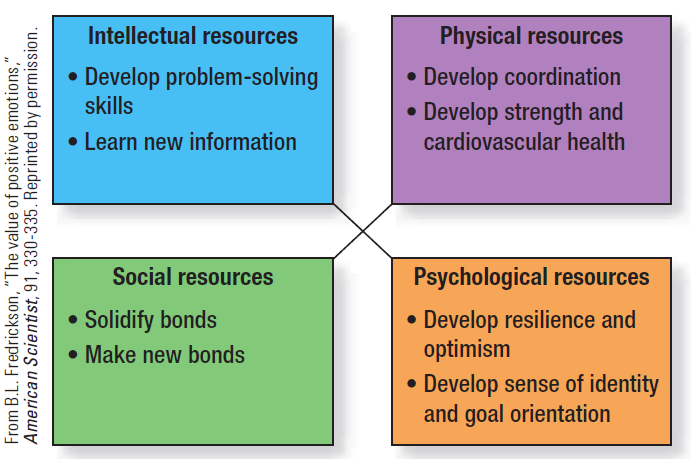 From B.L. Fredrickson, “The value of positive emotions,”
American Scientist, 91, 330-335. Reprinted by permission.
Intellectual resources
• Develop problem-solving
skills
• Learn new information
Physical resources
• Develop coordination
• Develop strength and
cardiovascular health
Social resources
• Solidify bonds
• Make new bonds
Psychological resources
• Develop resilience and
optimism
• Develop sense of identity
and goal orientation